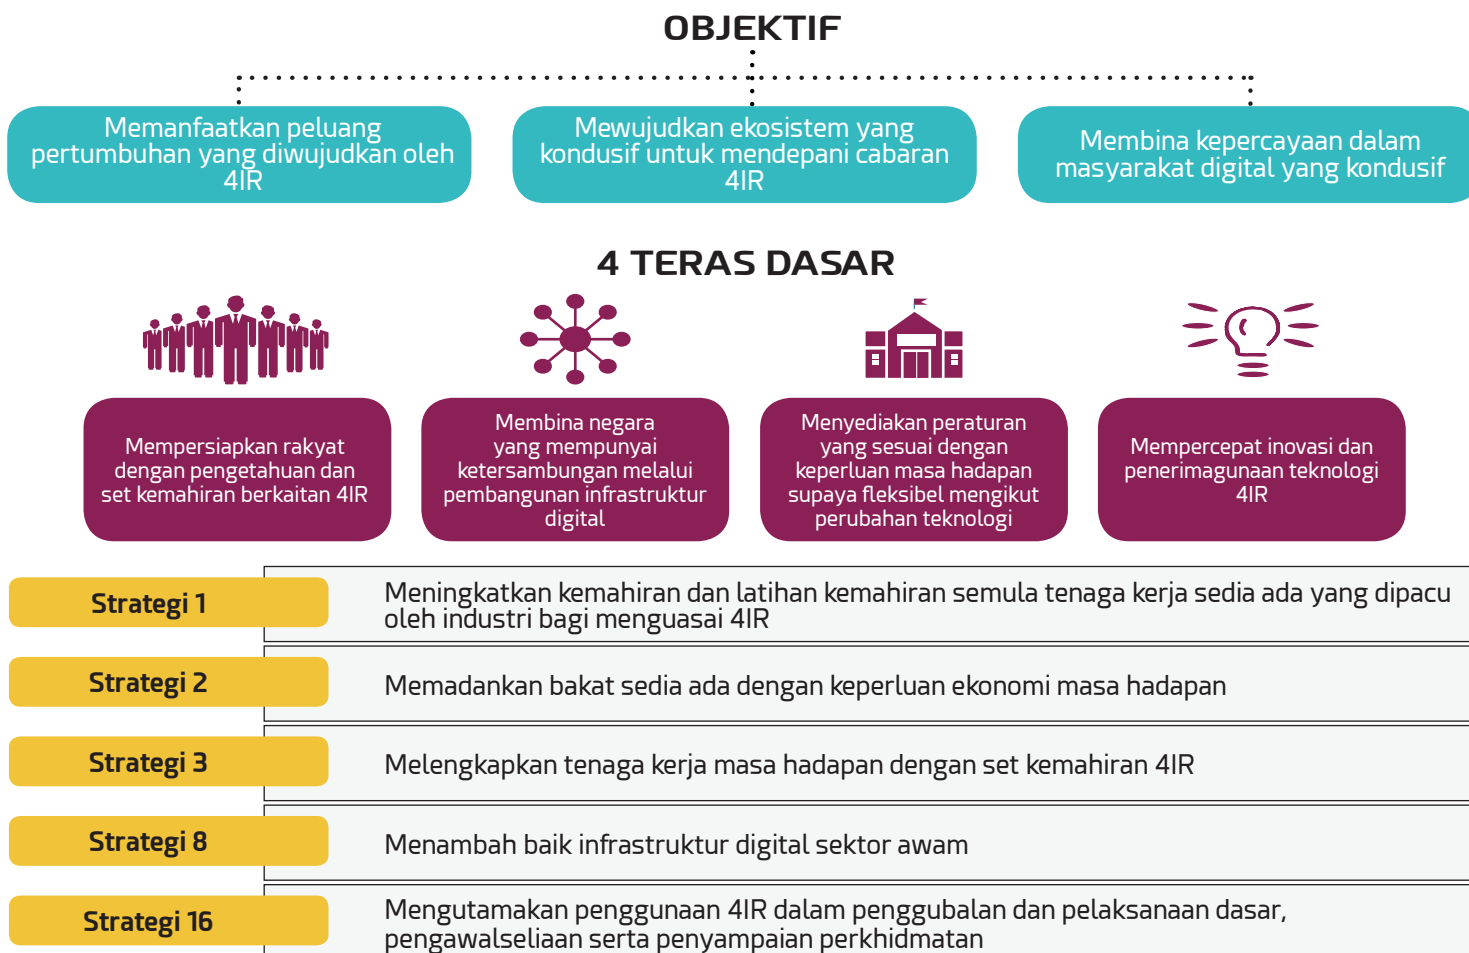 OBJEKTIF
Memanfaatkan peluang
pertumbuhan yang diwujudkan oleh
4IR
Mewujudkan ekosistem yang
kondusif untuk mendepani cabaran
4IR
Membina kepercayaan dalam
masyarakat digital yang kondusif
4 TERAS DASAR
Mempersiapkan rakyat
dengan pengetahuan dan
set kemahiran berkaitan 4IR
Membina negara
yang mempunyai
ketersambungan melalui
pembangunan infrastruktur
digital
Menyediakan peraturan
yang sesuai dengan
keperluan masa hadapan
supaya fleksibel mengikut
perubahan teknologi
Mempercepat inovasi dan
penerimagunaan teknologi
4IR
Strategi 1
Meningkatkan kemahiran dan latihan kemahiran semula tenaga kerja sedia ada yang dipacu
oleh industri bagi menguasai 4IR
Strategi 2
Memadankan bakat sedia ada dengan keperluan ekonomi masa hadapan
Strategi 3
Melengkapkan tenaga kerja masa hadapan dengan set kemahiran 4IR
Strategi 8
Menambah baik infrastruktur digital sektor awam
Strategi 16
Mengutamakan penggunaan 4IR dalam penggubalan dan pelaksanaan dasar,
pengawalseliaan serta penyampaian perkhidmatan